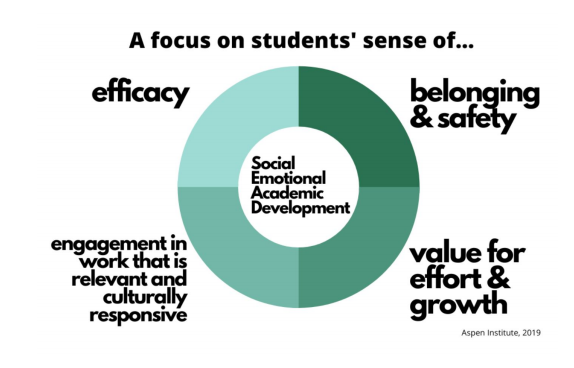 A focus on students' sense of...
efficacy
belonging
& safety
Social
Emotional
Academic
Development
engagement in
work that is
relevant and
culturally
responsive
value for
effort &
growth
Aspen Institute, 2019